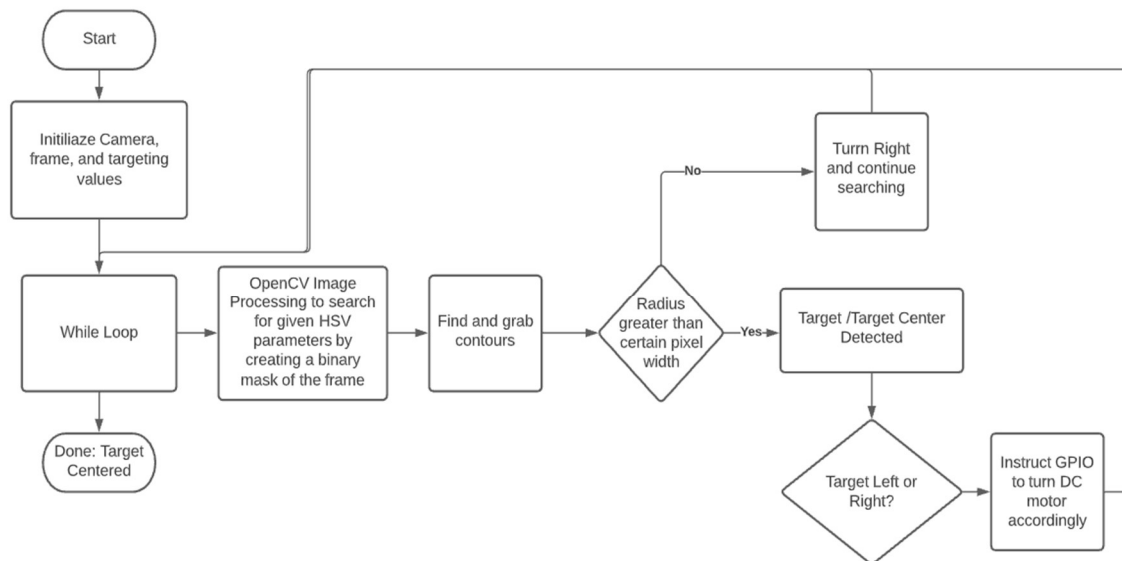 Start
Initiliaze Camera,
frame, and targeting
values
While Loop
Done: Target
Centered
OpenCV Image
Processing to search
for given HSV
parameters by
creating a binary
mask of the frame
Find and grab
contours
Radius
greater than
certain pixel
width
No
Turrn Right
and continue
searching
Yes
Target /Target Center
Detected
Target Left or
Right?
Instruct GPIO
to turn DC
motor
accordingly